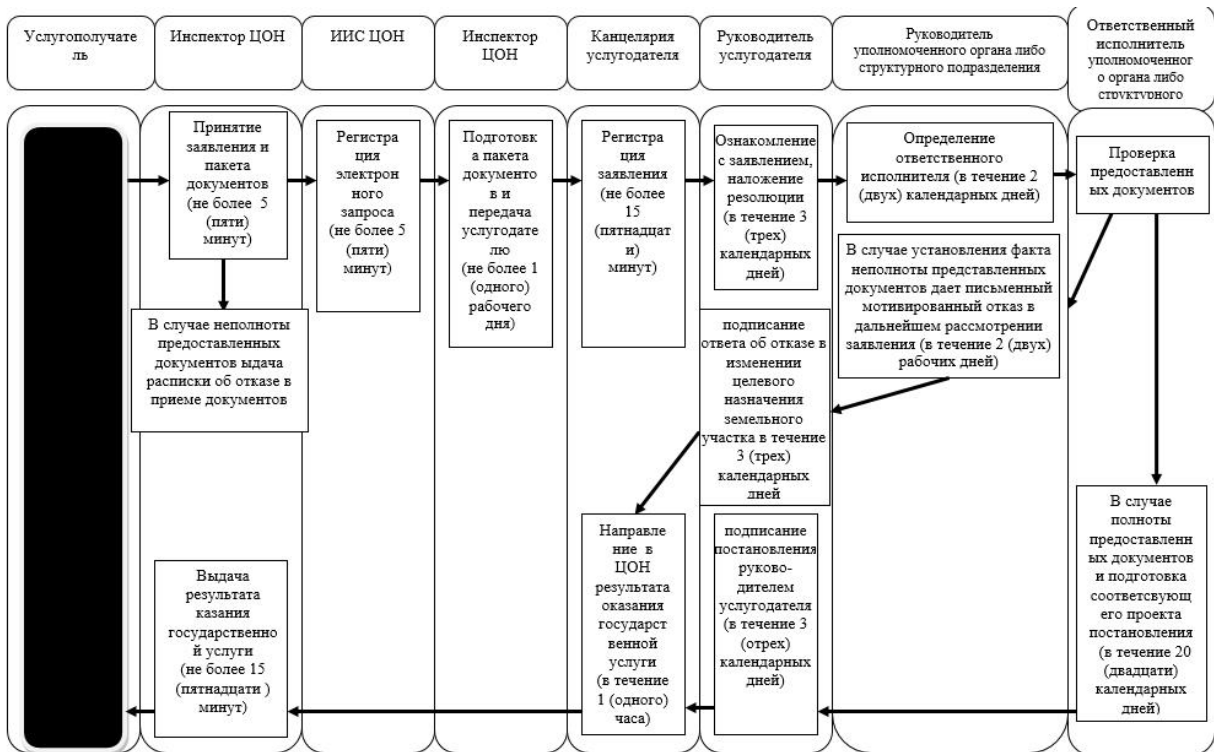 Услугополучате
ль
Инспектор ЦОН
ИИС ЦОН
Инспектор
ЦОН
Канцелярия
услугодателя
Руководитель
услугодателя
Руководитель
уполномоченного органа либо
структурного подразделения
Ответственный
исполнитель
уполномоченног
о органа либо
структурного
Принятие
заявления и
пакета
документов
(не более 5
(пяти)
минут)
Регистра
ция
электрон
ного
запроса
(не более 5
(пяти)
минут)
Подготовк
а пакета
документо
в и
передача
услугодате
лю
(не более 1
(одного)
рабочего
дня)
Регистра
ция
заявления
(не более
15
(пятнадцат
и)
минут)
Ознакомление
с заявлением,
наложение
резолюции
(в течение 3
(трех)
календарных
дней)
Определение
ответственного
исполнителя (в течение 2
(двух) календарных дней)
Проверка
предоставлен
ных документов
В случае установления факта
неполноты представленных
документов дает письменный
мотивированный отказ в
дальнейшем рассмотрении
заявления (в течение 2 (двух)
рабочих дней)
В случае неполноты
предоставленных
документов выдача
расписки об отказе в
приеме документов
подписание
ответа об отказе в
изменении
целевого
назначения
земельного
участка в течение
3 (трех)
календарных
дней
В случае
полноты
предоставленн
ых документов
и подготовка
соответсвующ
его проекта
постановления
(в течение 20
(двадцати)
календарных
дней)
подписание
постановления
руково-
дителем
услугодателя
(в течение 3
(отрех)
календарных
дней)
Направле
ние в
ЦОН
результата
оказания
государст
венной
услуги
(в течение
1 (одного)
часа)
Выдача
результата
казания
государственно
й услуги
(не более 15
(пятнадцати )
минут)